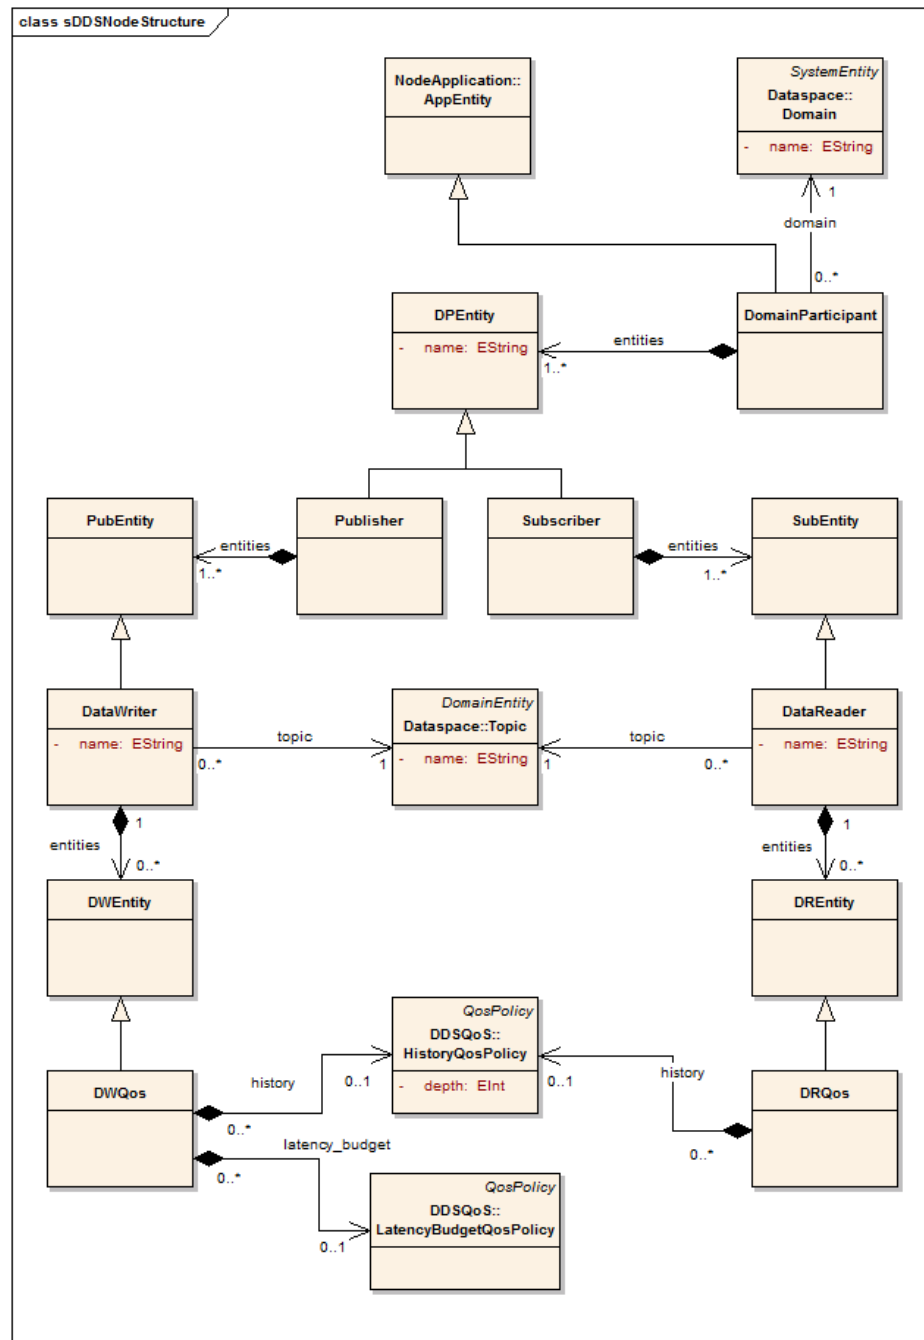 class sDDSNodeStructure
NodeApplication::
AppEntity
SystemEntity
Dataspace::
Domain
- name: EString
1
domain
0..*
DPEntity
- name: EString
entities
1..*
DomainParticipant
PubEntity
entities
1..*
Publisher
Subscriber
entities
1..*
SubEntity
DataWriter
- name: EString
topic
0..*
1
DomainEntity
Dataspace::Topic
- name: EString
topic
1
0..*
DataReader
- name: EString
1
entities
0..*
1
entities
0..*
DWEntity
DREntity
DWQos
history
0..1
0..*
QosPolicy
DDSQoS::
HistoryQosPolicy
- depth: EInt
history
0..1
0..*
DRQos
latency_budget
0..*
0..1
QosPolicy
DDSQoS::
LatencyBudgetQosPolicy